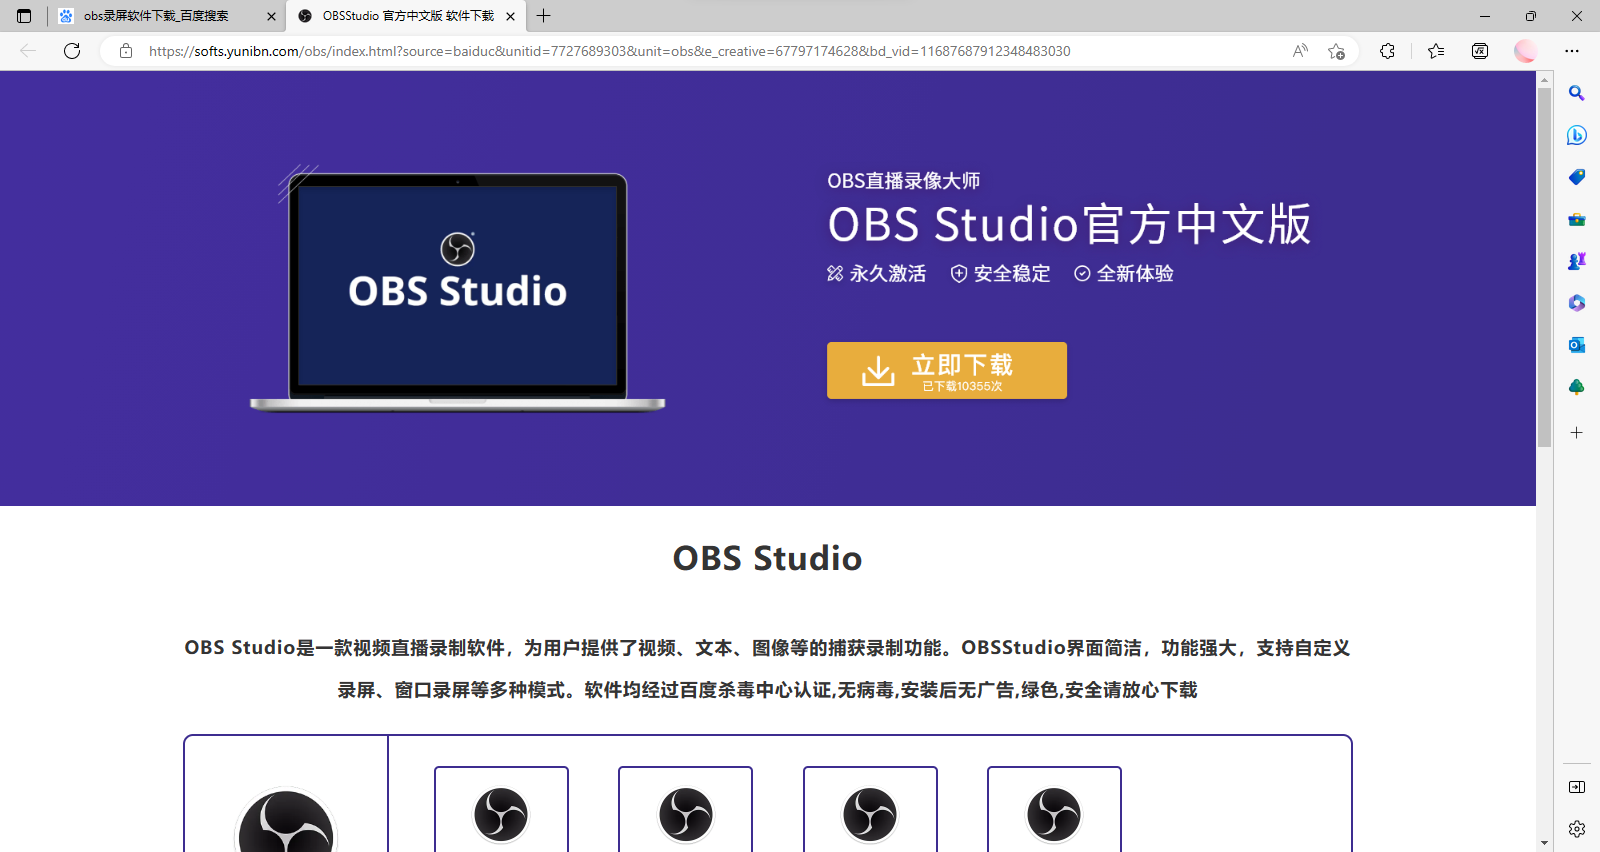 obs录屏软件下载_百度搜索
OBSStudio 官方中文版 软件下载
https://softs.yunibn.com/obs/index.html?source=baiduc&unitid=7727689303&unit=obs&e_creative=67797174628&bd_vid=11687687912348483030
OBS Studio
OBS直播录像大师
OBS Studio官方中文版
永久激活 安全稳定 全新体验
立即下载
已下载10355次
OBS Studio
OBS Studio是一款视频直播录制软件，为用户提供了视频、文本、图像等的捕获录制功能。OBSStudio界面简洁，功能强大，支持自定义
录屏、窗口录屏等多种模式。软件均经过百度杀毒中心认证,无病毒,安装后无广告,绿色,安全请放心下载